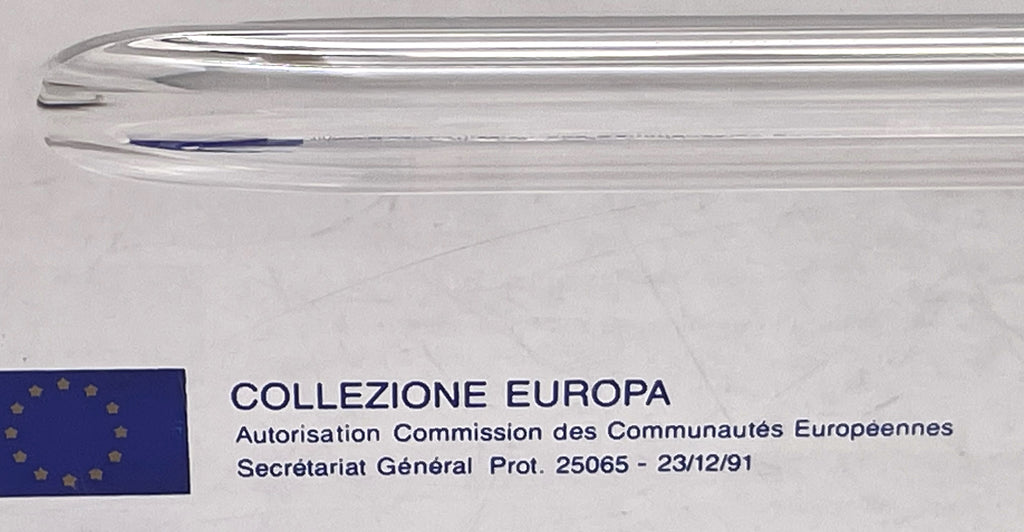 COLLEZIONE EUROPA
Autorisation Commission des Communautés Européennes
Secrétariat Général Prot. 25065 - 23/12/91